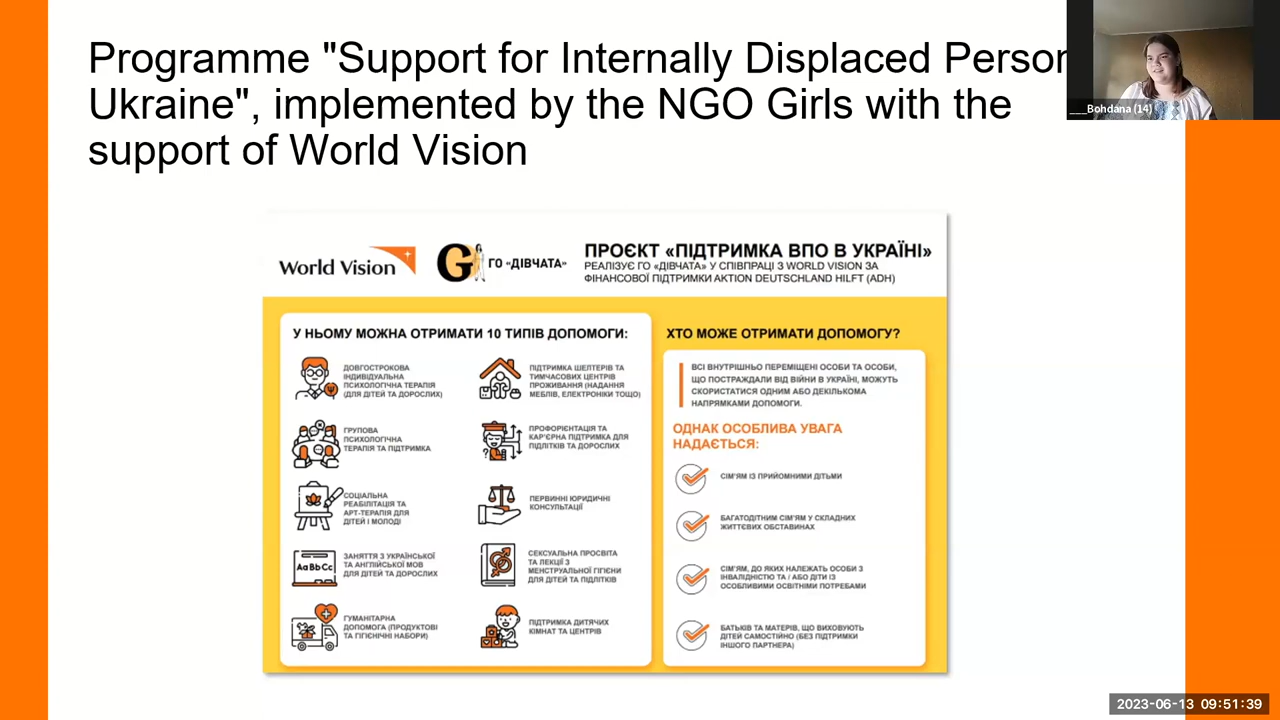 Programme "Support for Internally Displaced Person
Ukraine", implemented by the NGO Girls with the
support of World Vision
___Bohdana (14)
World Vision
G
ГО «ДІВЧАТА»
ПРОЄКТ «ПІДТРИМКА ВПО В УКРАЇНІ»
РЕАЛІЗУЄ ГО «ДІВЧАТА» У СПІВПРАЦІ З WORLD VISION ЗА
ФІНАНСОВОЇ ПІДТРИМКИ AKTION DEUTSCHLAND HILFT (ADH)
У НЬОМУ МОЖНА ОТРИМАТИ 10 ТИПІВ ДОПОМОГИ:
ДОВГОСТРОКОВА
ІНДИВІДУАЛЬНА
ПСИХОЛОГІЧНА ТЕРАПІЯ
(ДЛЯ ДІТЕЙ ТА ДОРОСЛИХ)
ГРУПОВА
ПСИХОЛОГІЧНА
ТЕРАПІЯ ТА ПІДТРИМКА
СОЦІАЛЬНА
РЕАБІЛІТАЦІЯ ТА
АРТ-ТЕРАПІЯ ДЛЯ
ДІТЕЙ І МОЛОДІ
Aa Bb Cc
ЗАНЯТТЯ З УКРАЇНСЬКОЇ
ТА АНГЛІЙСЬКОЇ МОВ
ДЛЯ ДІТЕЙ ТА ДОРОСЛИХ
ГУМАНІТАРНА
ДОПОМОГА (ПРОДУКТОВІ
ТА ГІГІЄНІЧНІ НАБОРИ)
ПІДТРИМКА ШЕЛТЕРІВ ТА
ТИМЧАСОВИХ ЦЕНТРІВ
ПРОЖИВАННЯ (НАДАННЯ
МЕБЛІВ, ЕЛЕКТРОНІКИ ТОЩО)
ПРОФОРІЄНТАЦІЯ ТА
КАР'ЄРНА ПІДТРИМКА ДЛЯ
ПІДЛІТКІВ ТА ДОРОСЛИХ
ПЕРВИННІ ЮРИДИЧНІ
КОНСУЛЬТАЦІЇ
СЕКСУАЛЬНА ПРОСВІТА
ТА ЛЕКЦІЇ З
МЕНСТРУАЛЬНОЇ ГІГІЄНИ
ДЛЯ ДІТЕЙ ТА ПІДЛІТКІВ
ПІДТРИМКА ДИТЯЧИХ
КІМНАТ ТА ЦЕНТРІВ
ХТО МОЖЕ ОТРИМАТИ ДОПОМОГУ?
ВСІ ВНУТРІШНЬО ПЕРЕМІЩЕНІ ОСОБИ ТА ОСОБИ,
ЩО ПОСТРАЖДАЛИ ВІД ВІЙНИ В УКРАЇНІ, МОЖУТЬ
СКОРИСТАТИСЯ ОДНИМ АБО ДЕКІЛЬКОМА
НАПРЯМКАМИ ДОПОМОГИ.
ОДНАК ОСОБЛИВА УВАГА
НАДАЄТЬСЯ:
СІМ'ЯМ ІЗ ПРИЙОМНИМИ ДІТЬМИ
БАГАТОДІТНИМ СІМ'ЯМ У СКЛАДНИХ
ЖИТТЄВИХ ОБСТАВИНАХ
СІМ'ЯМ, ДО ЯКИХ НАЛЕЖАТЬ ОСОБИ З
ІНВАЛІДНІСТЮ ТА / АБО ДІТИ ІЗ
ОСОБЛИВИМИ ОСВІТНІМИ ПОТРЕБАМИ
БАТЬКІВ ТА МАТЕРІВ, ЩО ВИХОВУЮТЬ
ДІТЕЙ САМОСТІЙНО (БЕЗ ПІДТРИМКИ
ІНШОГО ПАРТНЕРА)
2023-06-13 09:51:39